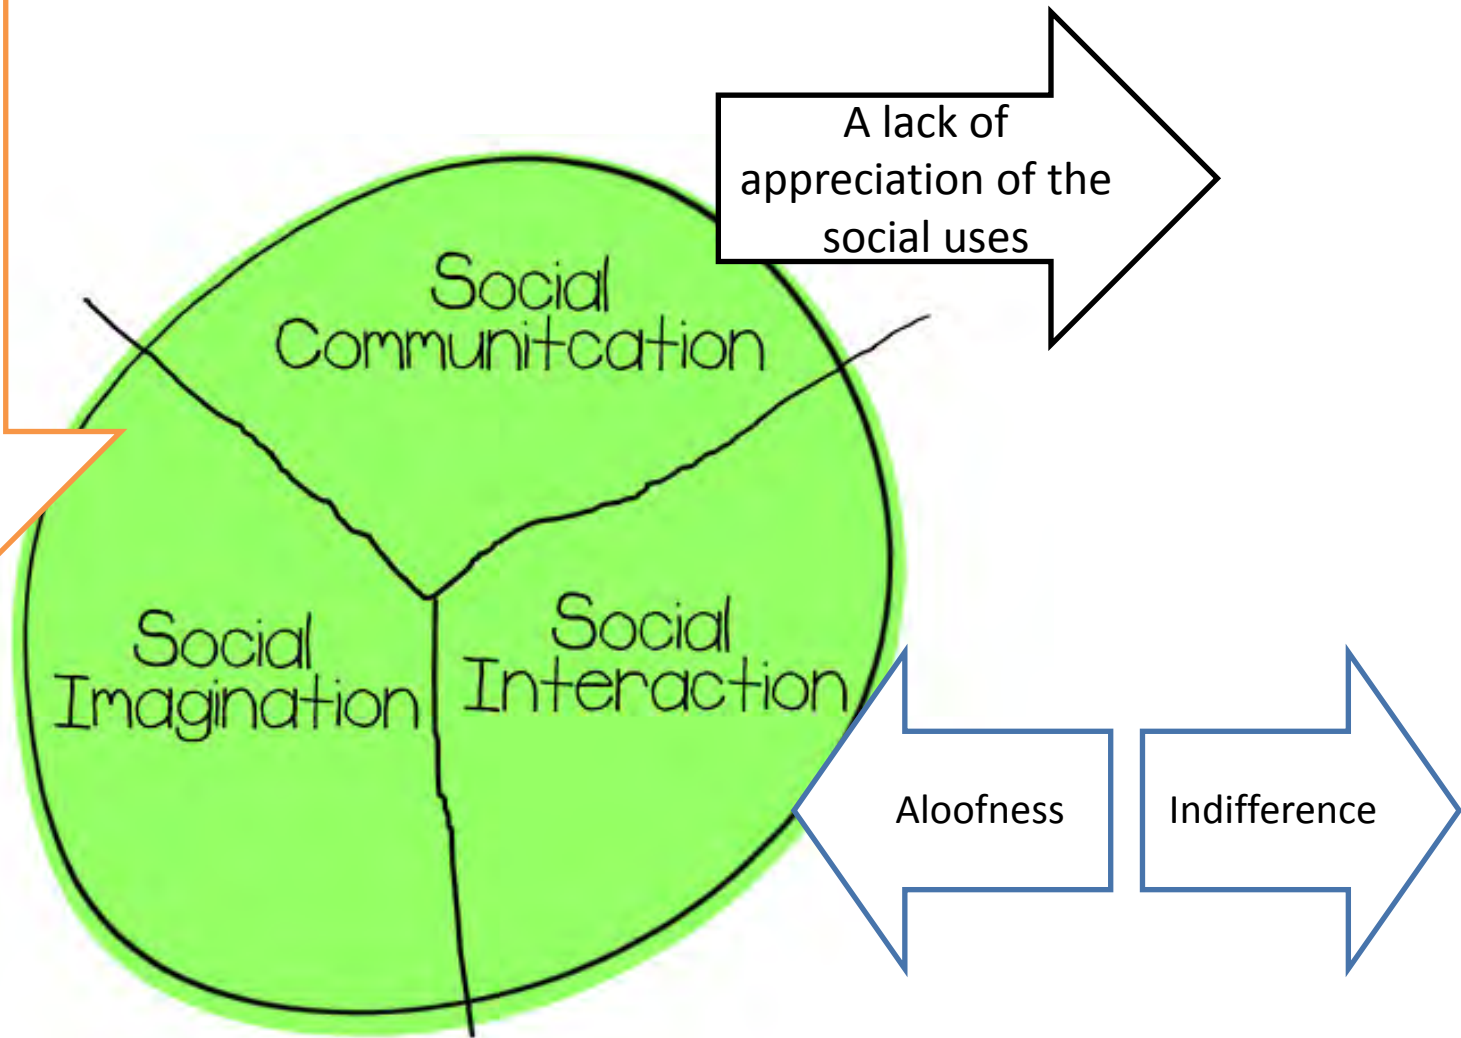 A lack of
appreciation of the
social uses
Social
Communitcation
Social
Imagination
Social
Interaction
Aloofness
Indifference